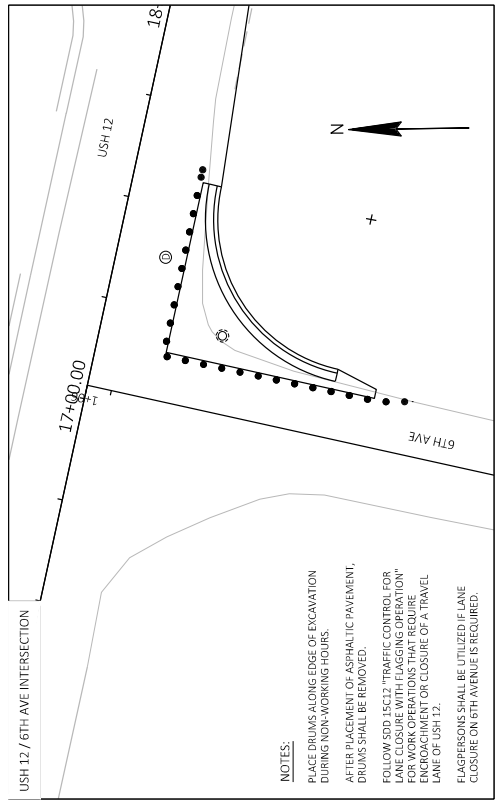 USH 12 / 6TH AVE INTERSECTION
17+00.00
18+
USH 12
N
D
6TH AVE
NOTES:
PLACE DRUMS ALONG EDGE OF EXCAVATION
DURING NON-WORKING HOURS.
AFTER PLACEMENT OF ASPHALTIC PAVEMENT,
DRUMS SHALL BE REMOVED.
FOLLOW SDD 15C12 "TRAFFIC CONTROL FOR
LANE CLOSURE WITH FLAGGING OPERATION"
FOR WORK OPERATIONS THAT REQUIRE
ENCROACHMENT OR CLOSURE OF A TRAVEL
LANE OF USH 12.
FLAGPERSONS SHALL BE UTILIZED IF LANE
CLOSURE ON 6TH AVENUE IS REQUIRED.